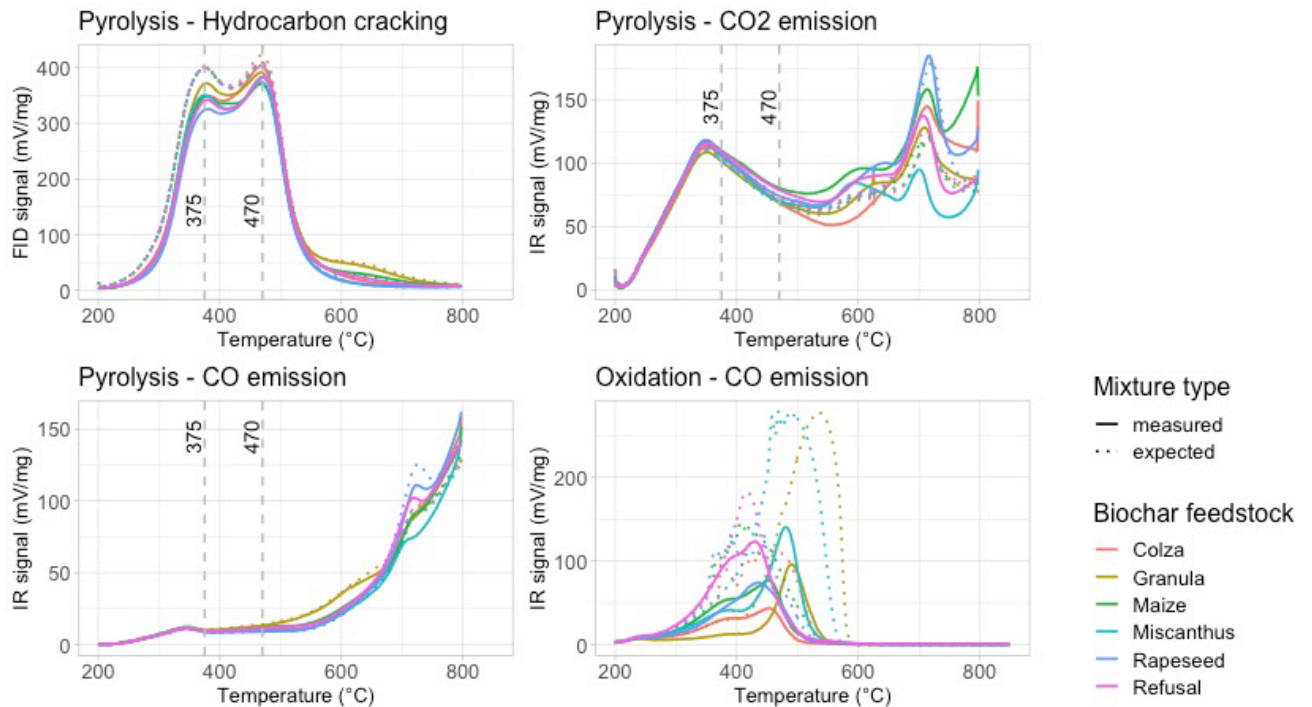 Pyrolysis - Hydrocarbon cracking
FID signal (mV/mg)
400
300
200
100
0
375
470
200 400 600 800
Temperature (°C)
Pyrolysis - CO2 emission
IR signal (mV/mg)
150
100
50
0
375
470
200 400 600 800
Temperature (°C)
Pyrolysis - CO emission
IR signal (mV/mg)
150
100
50
0
375
470
200 400 600 800
Temperature (°C)
Oxidation - CO emission
IR signal (mV/mg)
200
100
0
200 400 600 800
Temperature (°C)
Mixture type
measured
expected
Biochar feedstock
Colza
Granula
Maize
Miscanthus
Rapeseed
Refusal